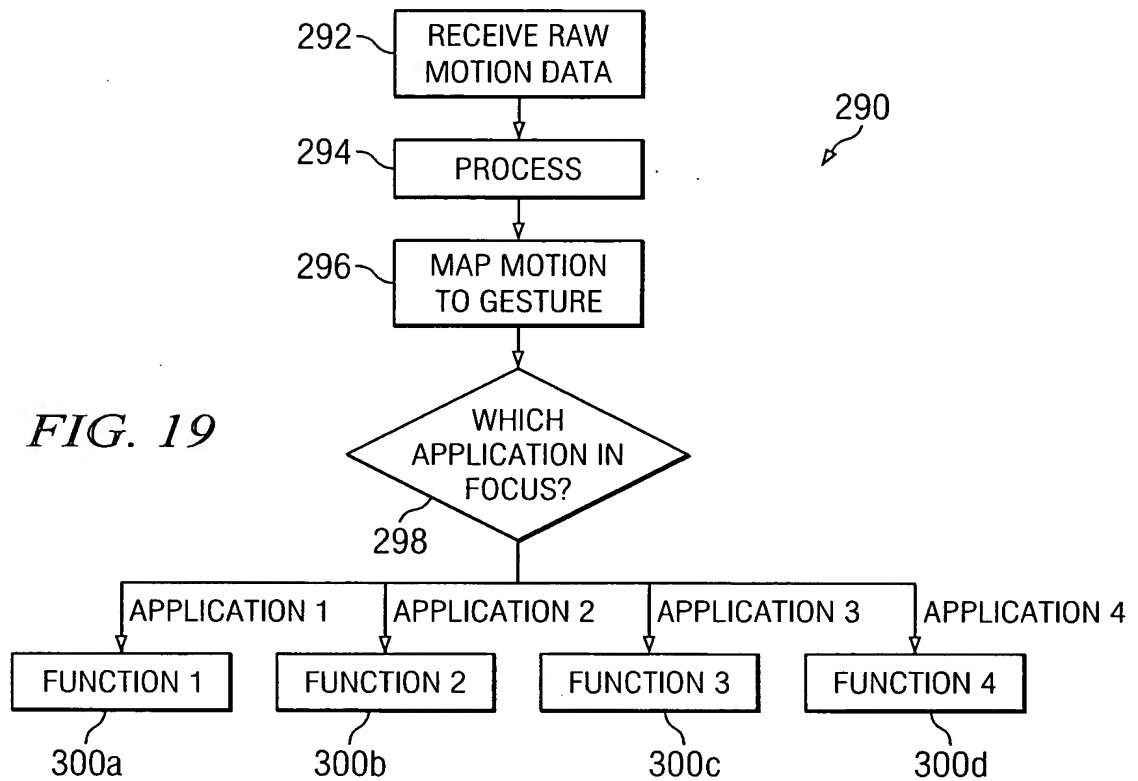 292
RECEIVE RAW
MOTION DATA
290
294
PROCESS
296
MAP MOTION
TO GESTURE
FIG. 19
WHICH
APPLICATION IN
FOCUS?
298
APPLICATION 1
APPLICATION 2
APPLICATION 3
APPLICATION 4
FUNCTION 1
FUNCTION 2
FUNCTION 3
FUNCTION 4
300a
300b
300c
300d